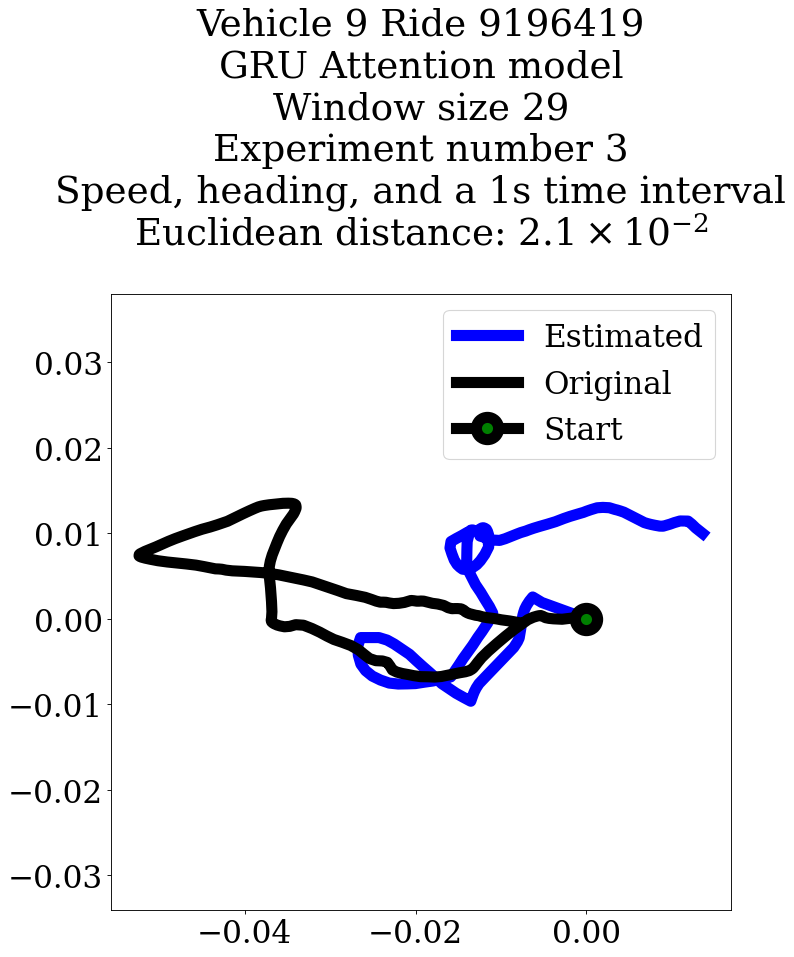 Vehicle 9 Ride 9196419
GRU Attention model
Window size 29
Experiment number 3
Speed, heading, and a 1s time interval
Euclidean distance: 2.1 × 10⁻²
Estimated
Original
Start
0.03
0.02
0.01
0.00
−0.01
−0.02
−0.03
−0.04 −0.02 0.00